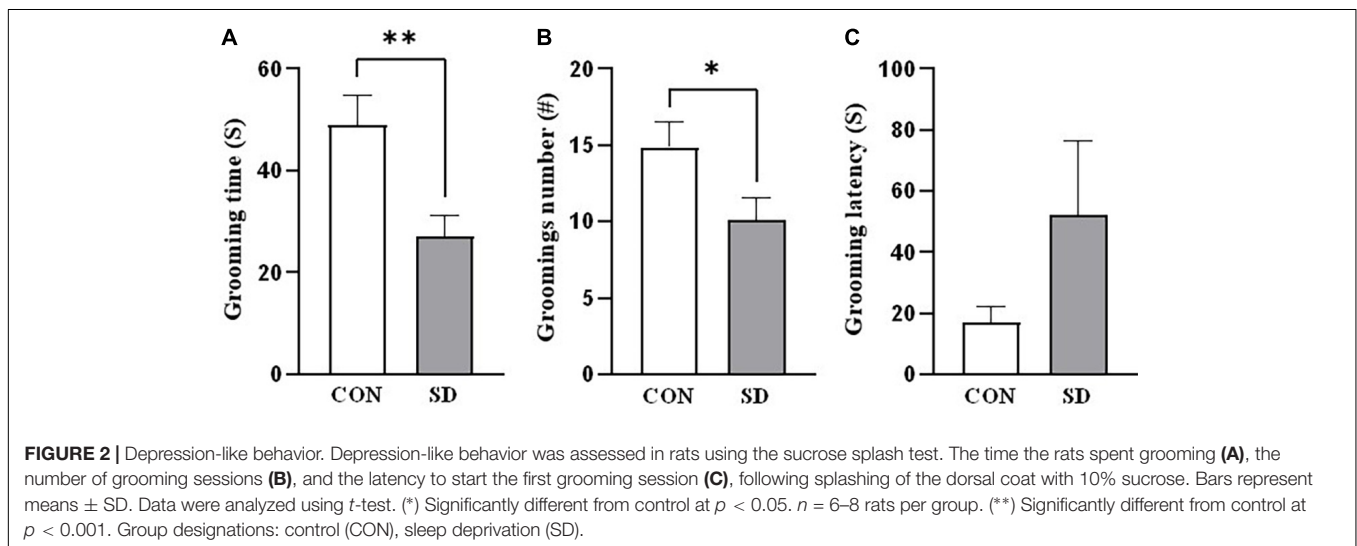 A
**
60
40
20
0
Grooming time (S)
CON SD
B
*
20
15
10
5
0
Groomings number (#)
CON SD
C
100
80
60
40
20
0
Grooming latency (S)
CON SD
FIGURE 2 | Depression-like behavior. Depression-like behavior was assessed in rats using the sucrose splash test. The time the rats spent grooming (A), the
number of grooming sessions (B), and the latency to start the first grooming session (C), following splashing of the dorsal coat with 10% sucrose. Bars represent
means ± SD. Data were analyzed using t-test. (*) Significantly different from control at p < 0.05. n = 6–8 rats per group. (**) Significantly different from control at
p < 0.001. Group designations: control (CON), sleep deprivation (SD).